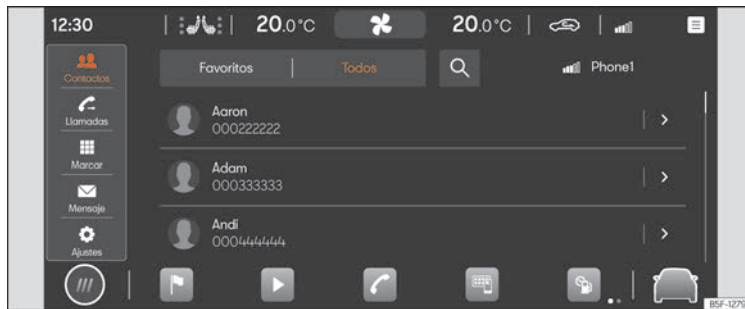 12:30
20.0°C
20.0°C
Contactos
Favoritos
Todos
Phone1
Llamadas
Aaron
000222222
Marcar
Adam
000333333
Mensaje
Andi
000444444
Ajustes
B5F-1279